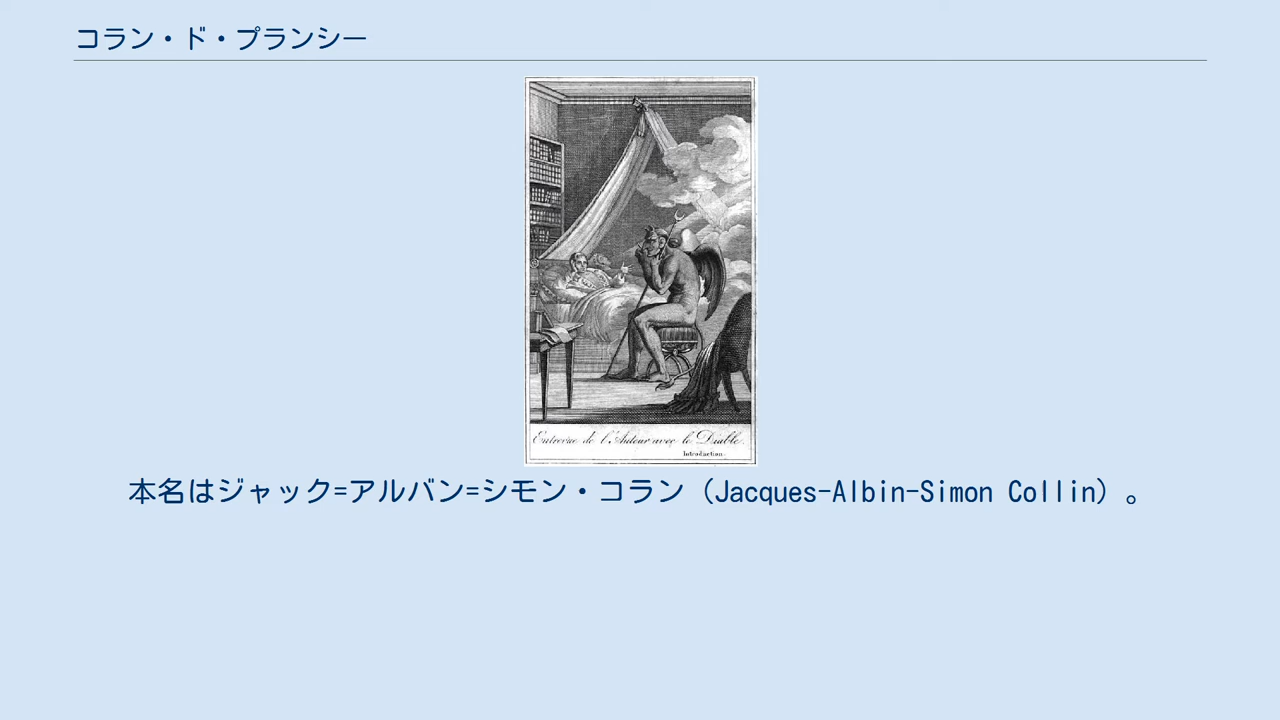 コラン・ド・プランシー
Entrevue de l'Auteur avec le Diable.
Introduction.
本名はジャック=アルバン=シモン・コラン（Jacques-Albin-Simon Collin）。